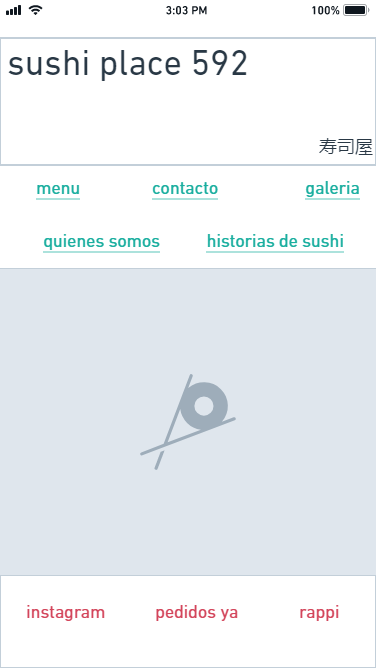 3:03 PM 100%
sushi place 592
寿司屋
menu contacto galeria
quienes somos historias de sushi
instagram pedidos ya rappi